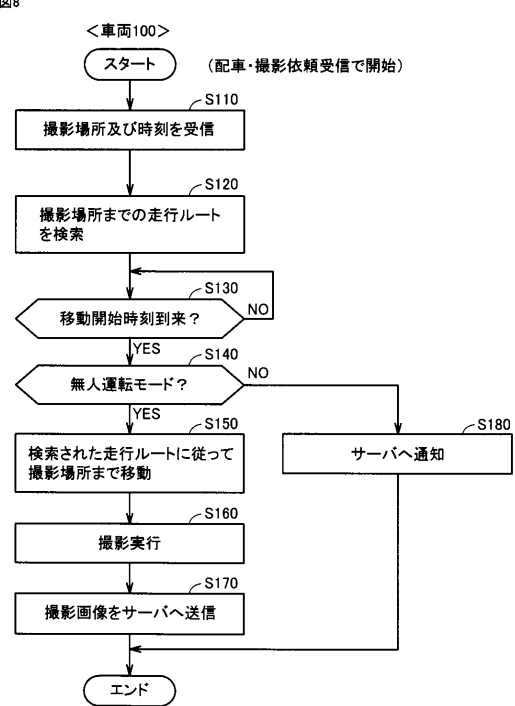 図8
＜車両100＞
スタート
（配車・撮影依頼受信で開始）
S110
撮影場所及び時刻を受信
S120
撮影場所までの走行ルート
を検索
S130
移動開始時刻到来？
NO
YES
S140
無人運転モード？
NO
YES
S150
検索された走行ルートに従って
撮影場所まで移動
S180
サーバへ通知
S160
撮影実行
S170
撮影画像をサーバへ送信
エンド